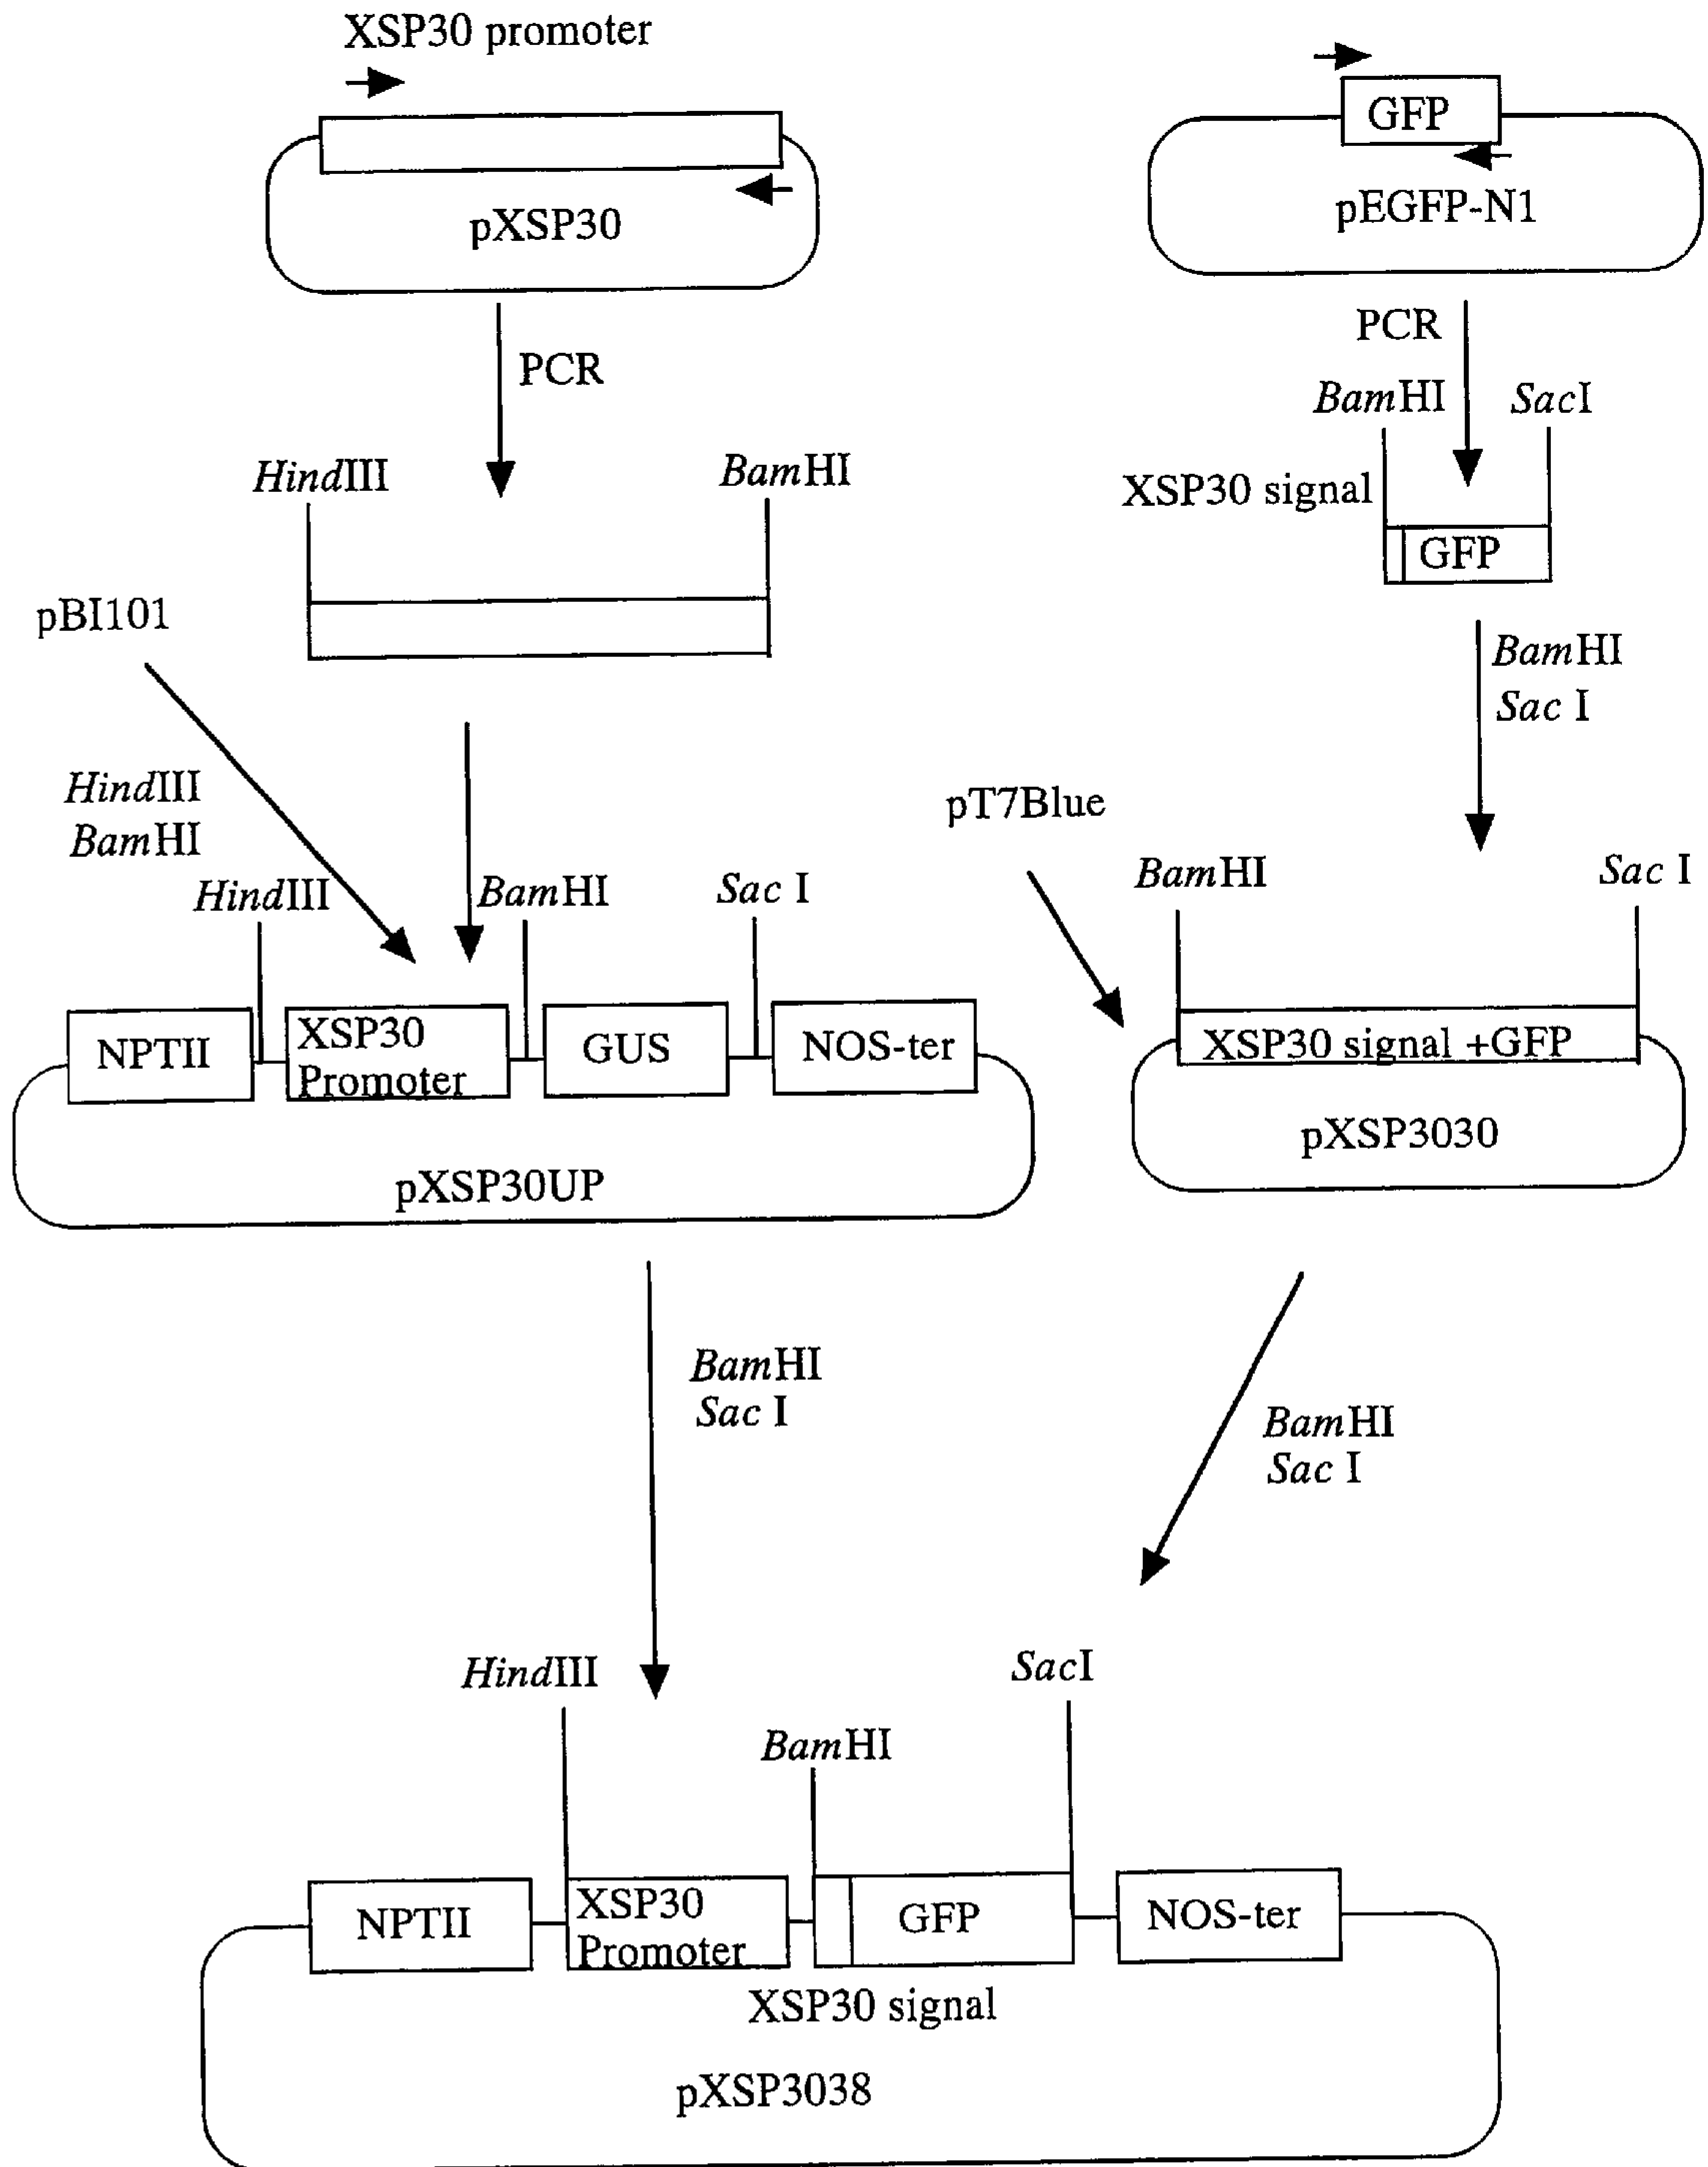 XSP30 promoter
GFP
pXSP30
pEGFP-N1
PCR
PCR
BamHI
SacI
HindIII
BamHI
XSP30 signal
GFP
pBI101
BamHI
Sac I
HindIII
BamHI
pT7Blue
HindIII
BamHI
Sac I
BamHI
Sac I
NPTII
XSP30
Promoter
GUS
NOS-ter
XSP30 signal +GFP
pXSP30UP
pXSP3030
BamHI
Sac I
BamHI
Sac I
HindIII
SacI
BamHI
NPTII
XSP30
Promoter
GFP
NOS-ter
XSP30 signal
pXSP3038